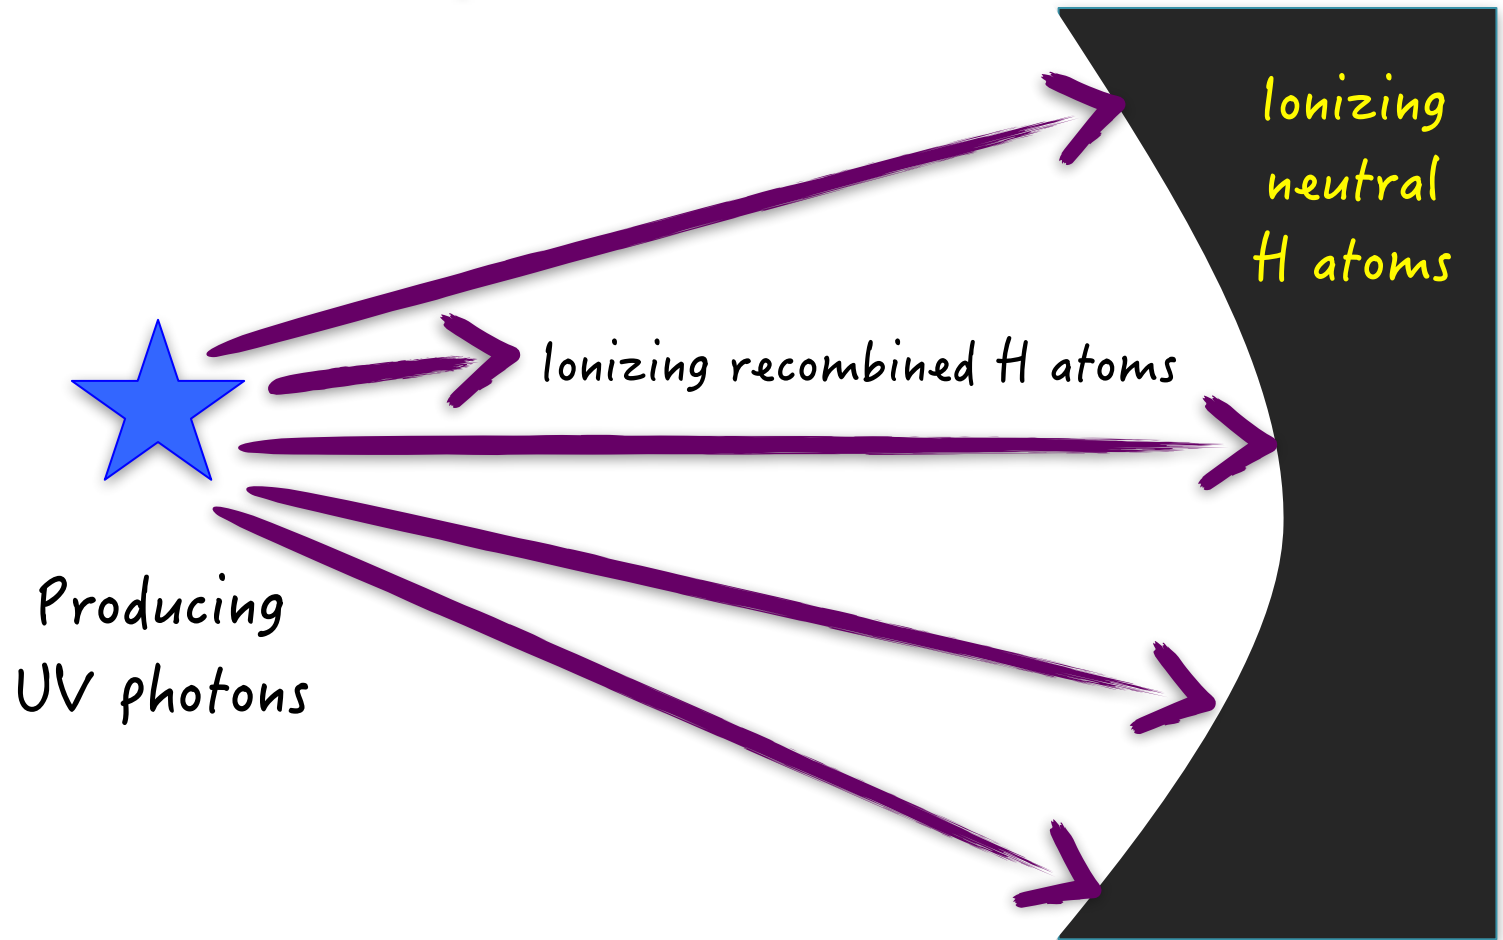 Ionizing
neutral
H atoms
Ionizing recombined H atoms
Producing
UV photons